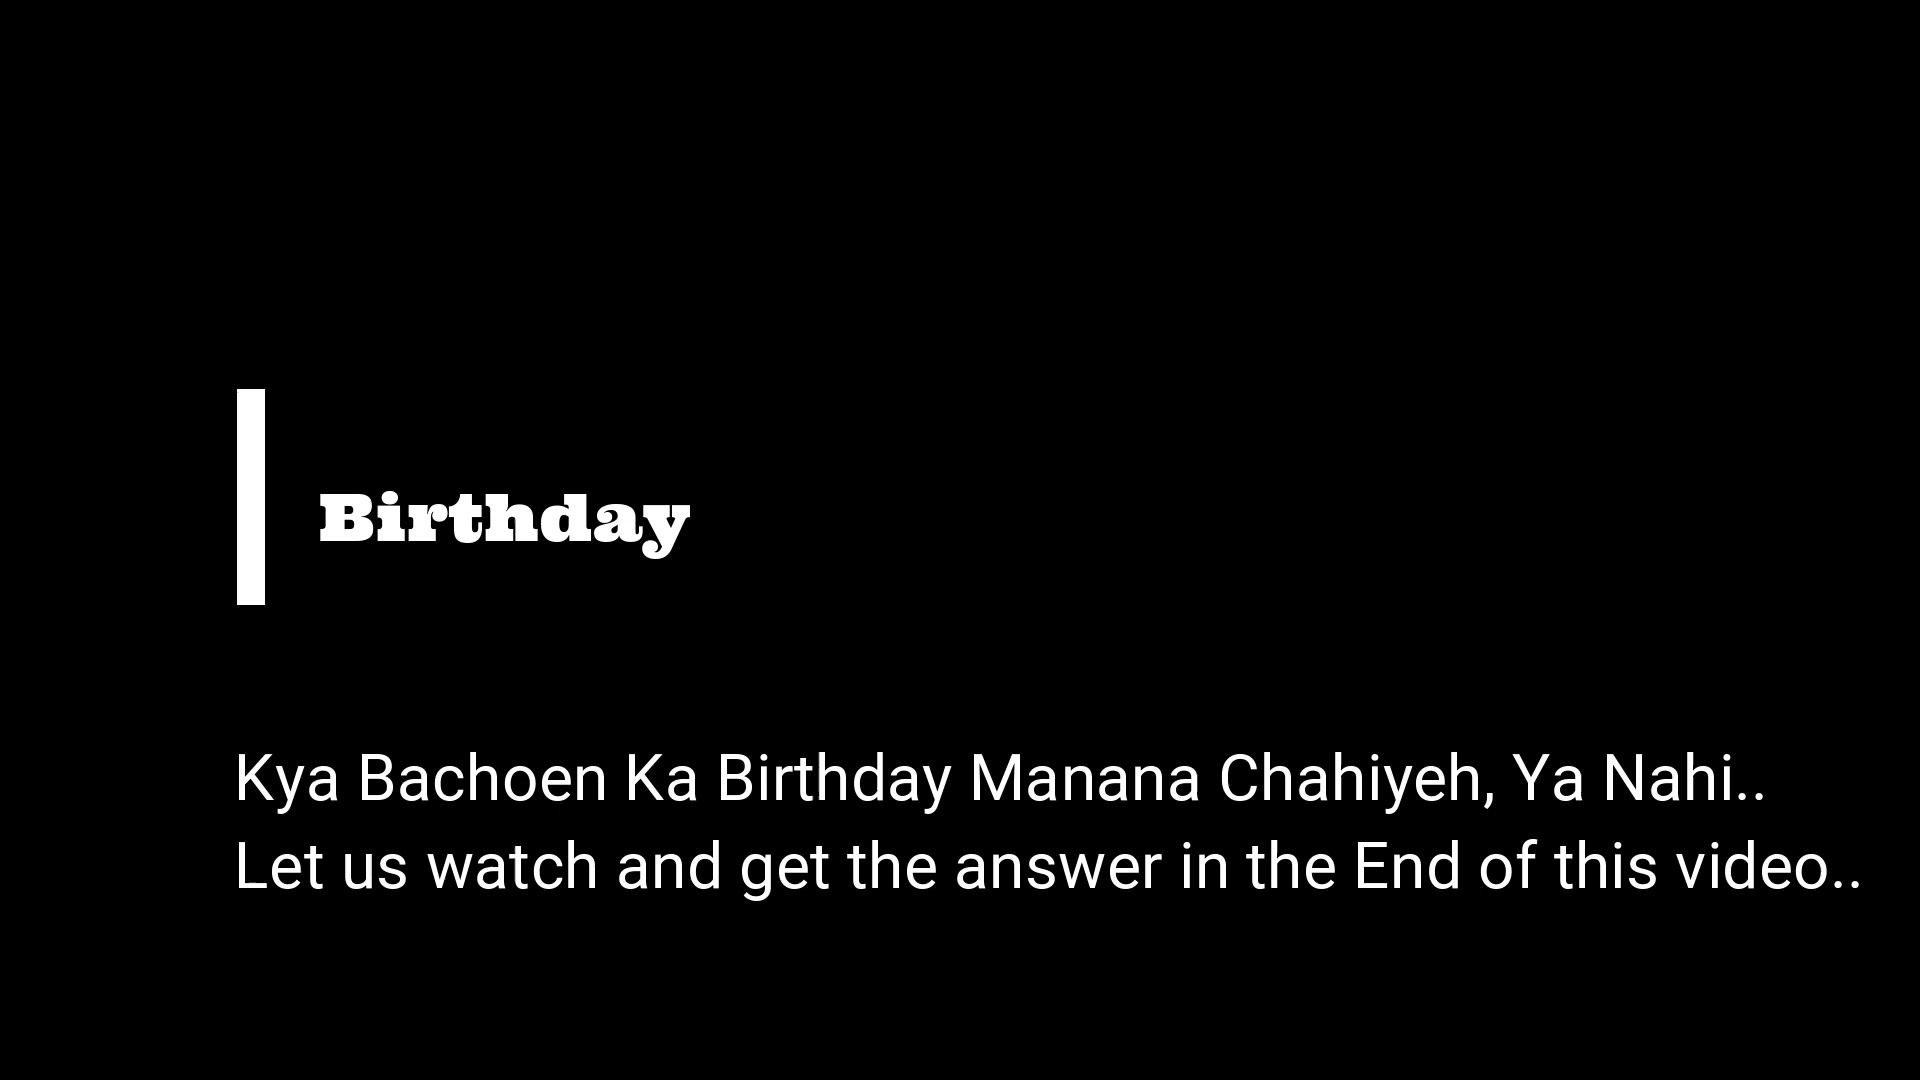 Birthday
Kya Bachoen Ka Birthday Manana Chahiyeh, Ya Nahi..
Let us watch and get the answer in the End of this video..